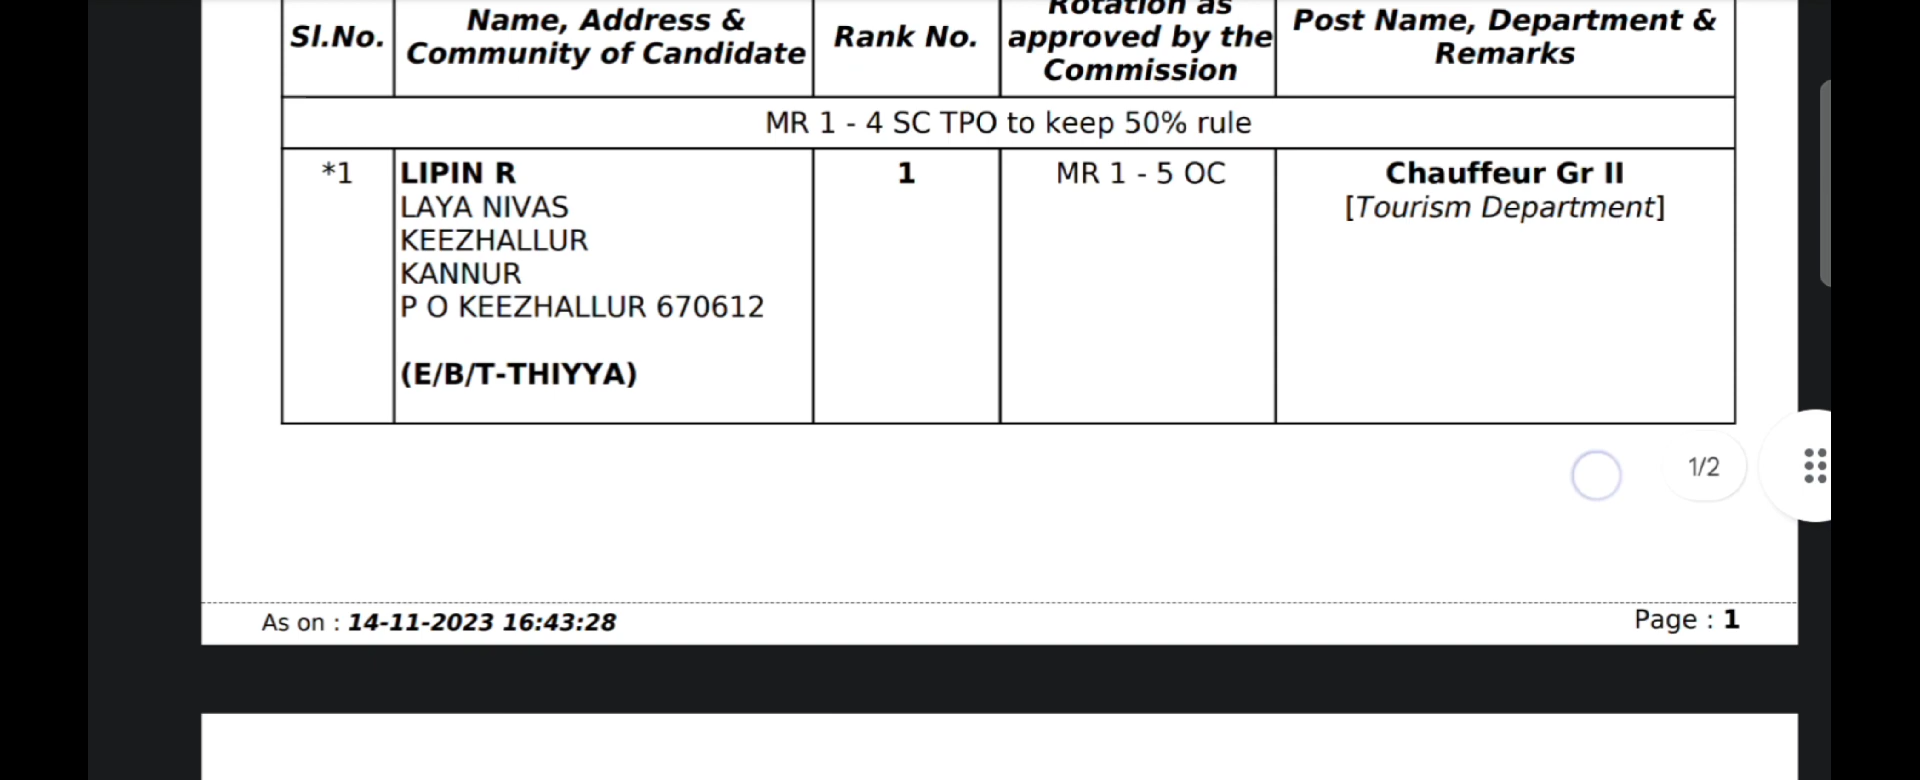 Sl.No.
Name, Address &
Community of Candidate
Rank No.
Rotation as
approved by the
Commission
Post Name, Department &
Remarks
MR 1 - 4 SC TPO to keep 50% rule
*1
LIPIN R
LAYA NIVAS
KEEZHALLUR
KANNUR
P O KEEZHALLUR 670612
(E/B/T-THIYYA)
1
MR 1 - 5 OC
Chauffeur Gr II
[Tourism Department]
1/2
As on : 14-11-2023 16:43:28
Page : 1